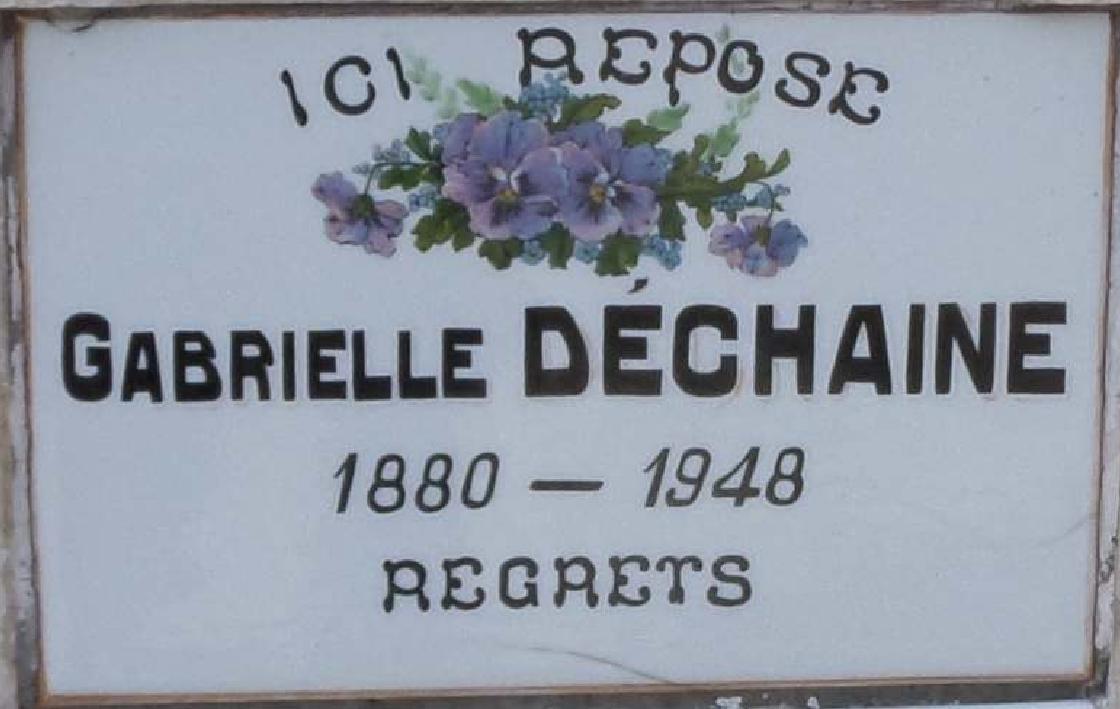 ICI REPOSE
GABRIELLE DÉCHAINE
1880 — 1948
REGRETS